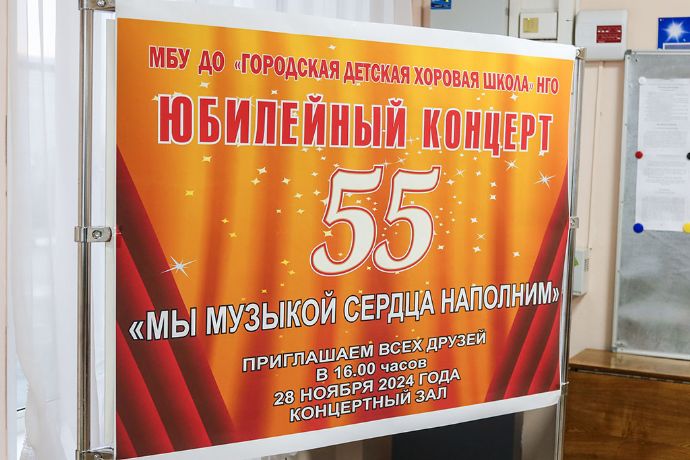 МБУ ДО «ГОРОДСКАЯ ДЕТСКАЯ ХОРОВАЯ ШКОЛА» НГО
ЮБИЛЕЙНЫЙ КОНЦЕРТ
55
«МЫ МУЗЫКОЙ СЕРДЦА НАПОЛНИМ»
ПРИГЛАШАЕМ ВСЕХ ДРУЗЕЙ
В 16.00 часов
28 НОЯБРЯ 2024 ГОДА
КОНЦЕРТНЫЙ ЗАЛ